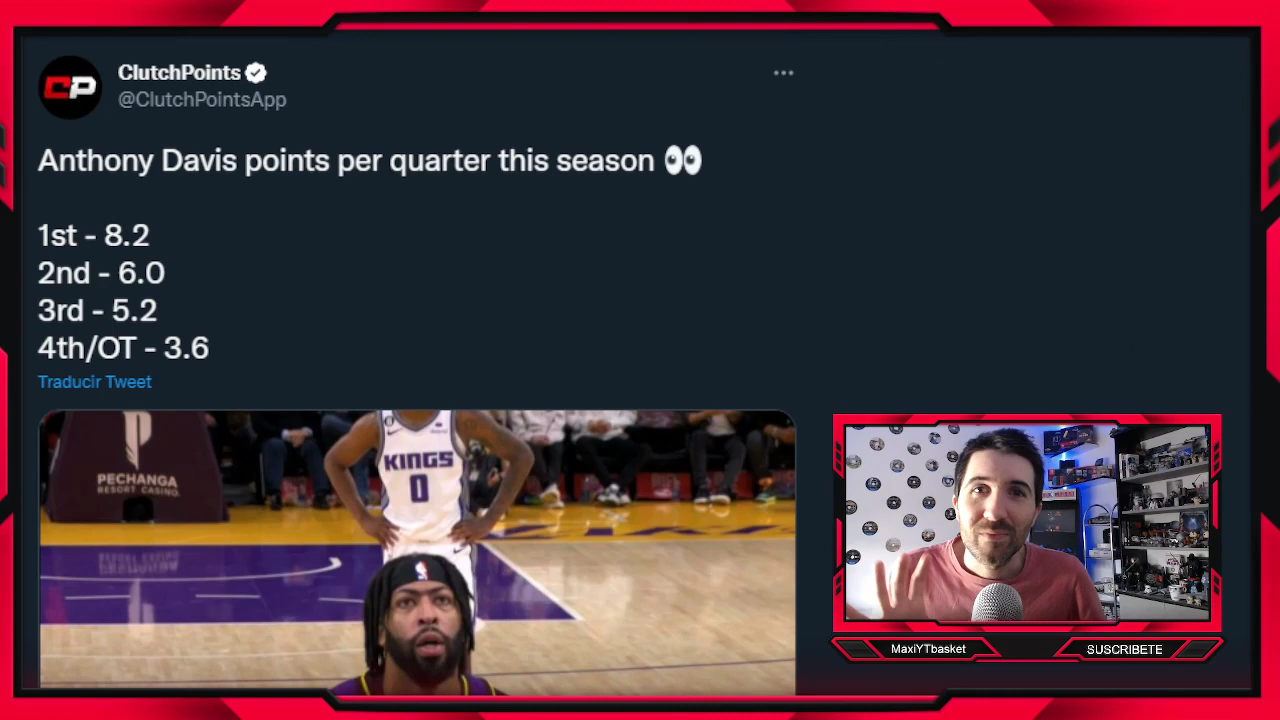 CP
ClutchPoints
@ClutchPointsApp
Anthony Davis points per quarter this season 👀
1st - 8.2
2nd - 6.0
3rd - 5.2
4th/OT - 3.6
Traducir Tweet
PECHANGA
RESORT CASINO.
KINGS
0
MaxiYTbasket
SUSCRIBETE